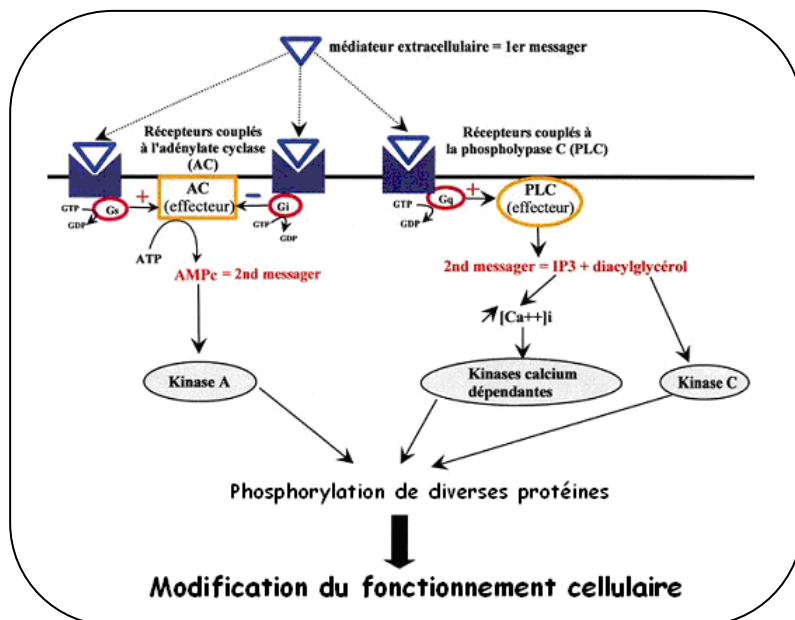 médiateur extracellulaire = 1er messager
Récepteurs couplés
à l'adénylate cyclase
(AC)
Récepteurs couplés à
la phospholypase C (PLC)
+
AC
(effecteur)
−
GTP
GDP
Gs
Gi
GTP
GDP
GTP
GDP
Gq
+
PLC
(effecteur)
ATP
AMPc = 2nd messager
2nd messager = IP3 + diacylglycérol
[Ca++]i
Kinase A
Kinases calcium
dépendantes
Kinase C
Phosphorylation de diverses protéines
Modification du fonctionnement cellulaire